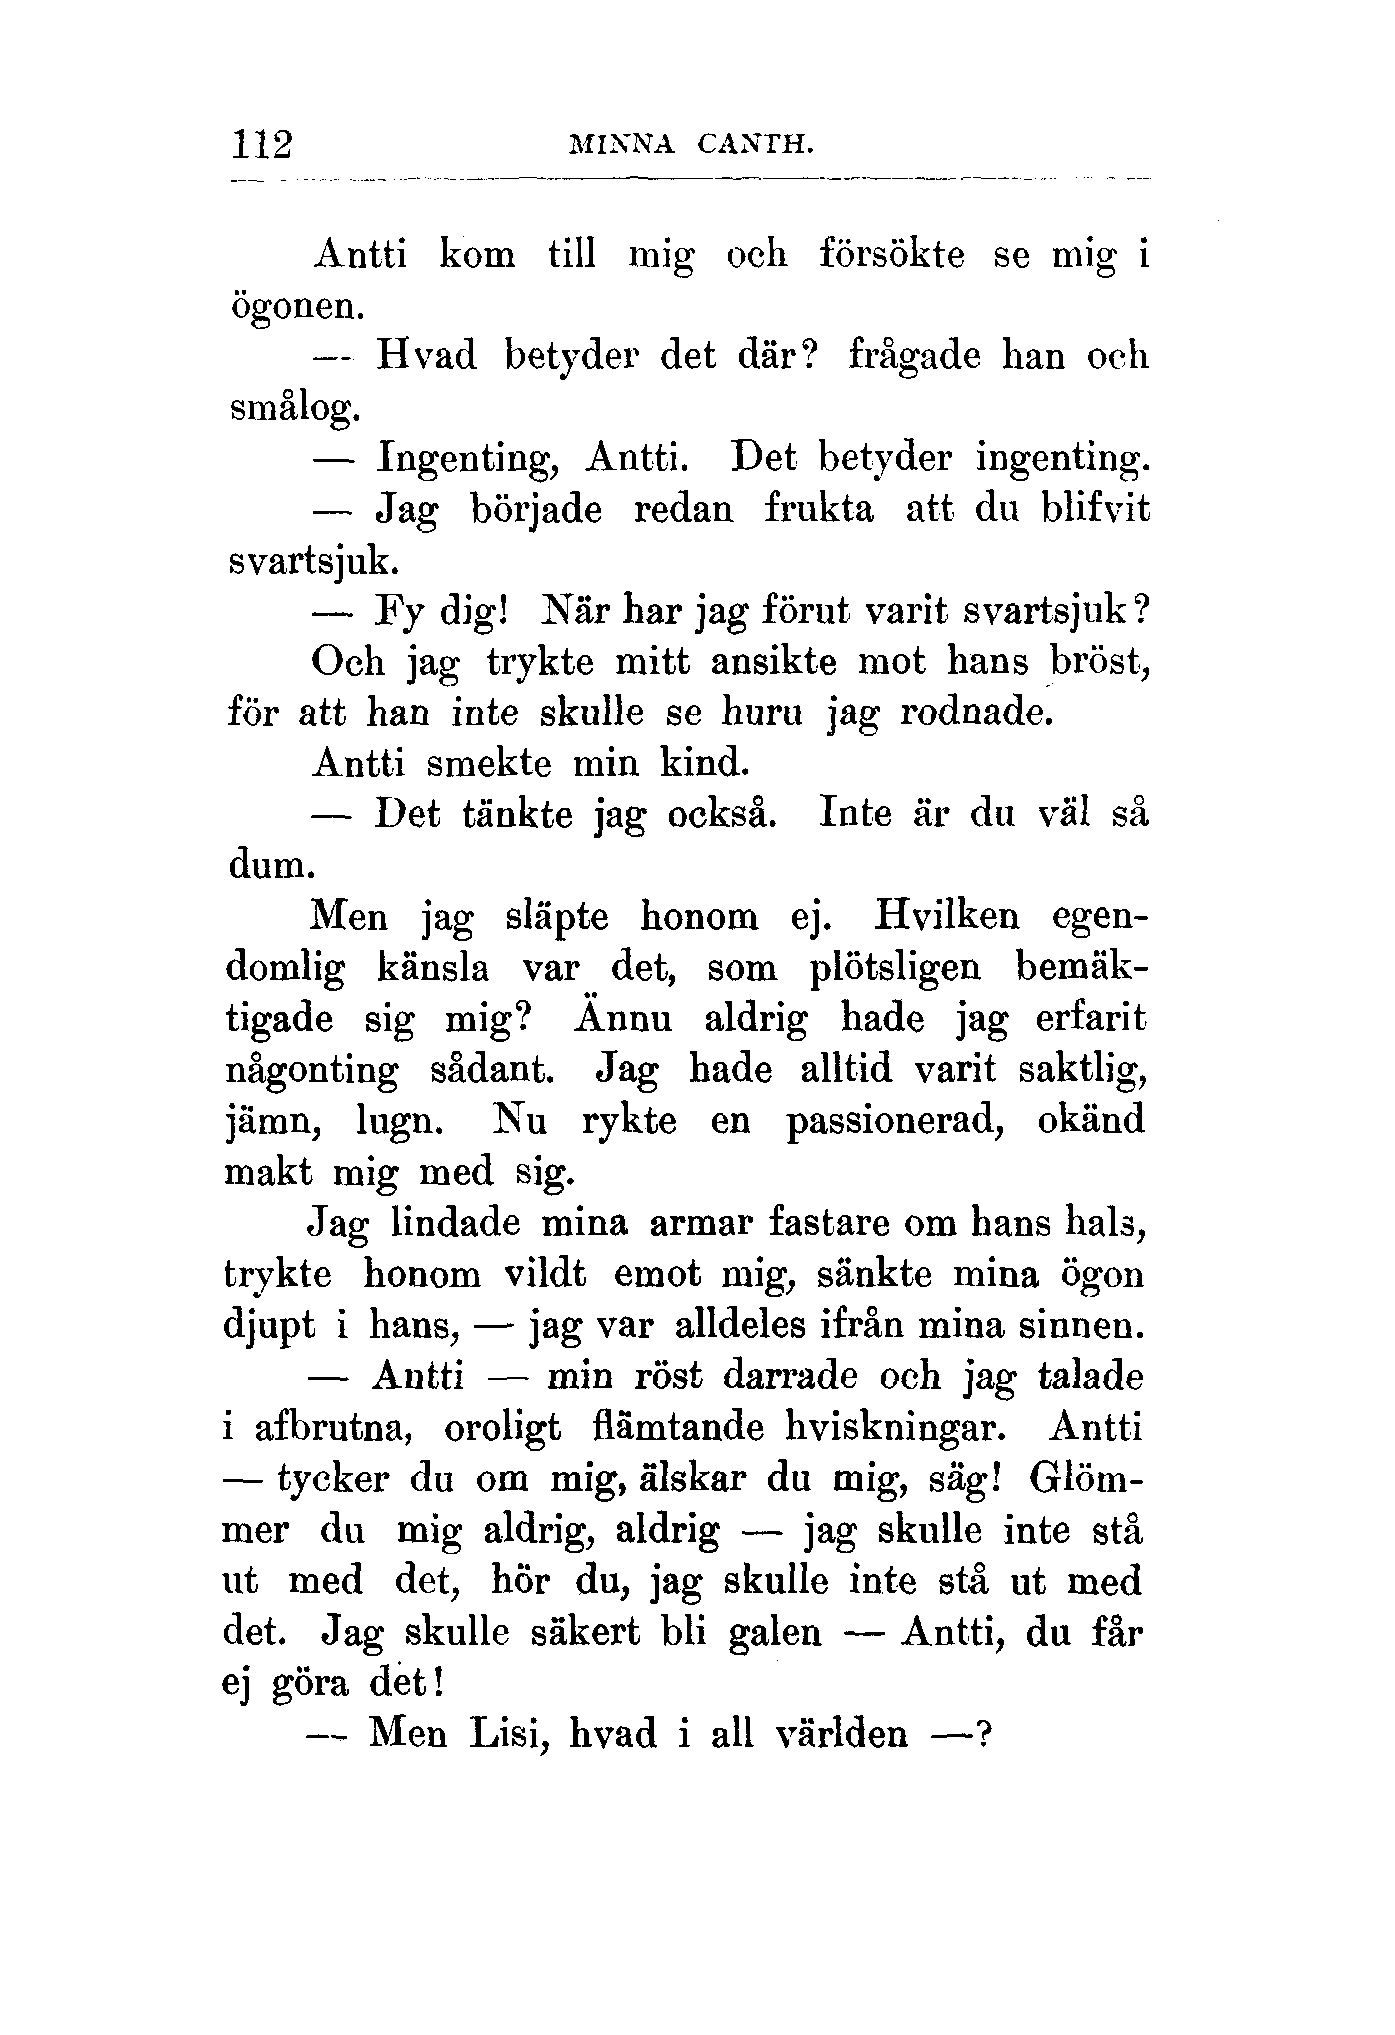 112 MINNA CANTH.
Antti kom till mig och försökte se mig i
ögonen.
— Hvad betyder det där? frågade han och
smålog.
— Ingenting, Antti. Det betyder ingenting.
— Jag började redan frukta att du blifvit
svartsjuk.
— Fy dig! När har jag förut varit svartsjuk?
Och jag trykte mitt ansikte mot hans bröst,
för att han inte skulle se huru jag rodnade.
Antti smekte min kind.
— Det tänkte jag också. Inte är du väl så
dum.
Men jag släpte honom ej. Hvilken egen-
domlig känsla var det, som plötsligen bemäk-
tigade sig mig? Ännu aldrig hade jag erfarit
någonting sådant. Jag hade alltid varit saktlig,
jämn, lugn. Nu rykte en passionerad, okänd
makt mig med sig.
Jag lindade mina armar fastare om hans hals,
trykte honom vildt emot mig, sänkte mina ögon
djupt i hans, — jag var alldeles ifrån mina sinnen.
— Antti — min röst darrade och jag talade
i afbrutna, oroligt flämtande hviskningar. Antti
— tycker du om mig, älskar du mig, säg! Glöm-
mer du mig aldrig, aldrig — jag skulle inte stå
ut med det, hör du, jag skulle inte stå ut med
det. Jag skulle säkert bli galen — Antti, du får
ej göra det!
— Men Lisi, hvad i all världen —?